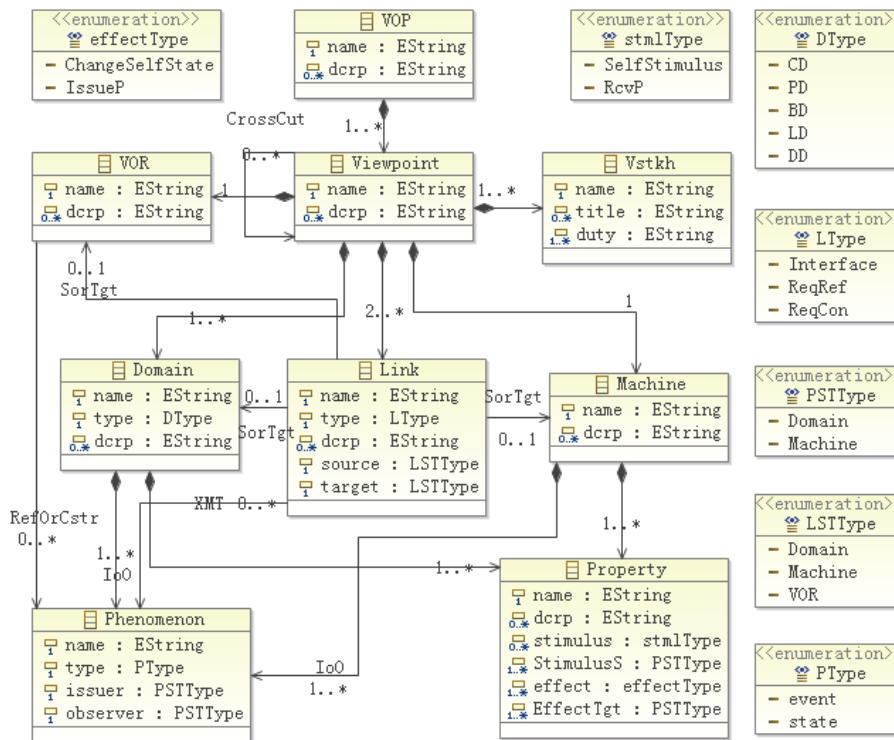 <<enumeration>>
effectType
ChangeSelfState
IssueP
VOP
name : EString
dcrp : EString
<<enumeration>>
stmlType
SelfStimulus
RcvP
<<enumeration>>
DType
CD
PD
BD
LD
DD
CrossCut
1..*
0..*
VOR
name : EString
dcrp : EString
1
Viewpoint
name : EString
dcrp : EString
1..*
Vstkh
name : EString
title : EString
duty : EString
<<enumeration>>
LType
Interface
ReqRef
ReqCon
0..1
SorTgt
1..*
2..*
1
Domain
name : EString
type : DType
dcrp : EString
0..1
SorTgt
Link
name : EString
type : LType
dcrp : EString
source : LSTType
target : LSTType
SorTgt
0..1
Machine
name : EString
dcrp : EString
<<enumeration>>
PSTType
Domain
Machine
XMT 0..*
RefOrCstr
0..*
1..*
IoO
1..*
1..*
<<enumeration>>
LSTType
Domain
Machine
VOR
Phenomenon
name : EString
type : PType
issuer : PSTType
observer : PSTType
IoO
1..*
Property
name : EString
dcrp : EString
stimulus : stmlType
StimulusS : PSTType
effect : effectType
EffectTgt : PSTType
<<enumeration>>
PType
event
state